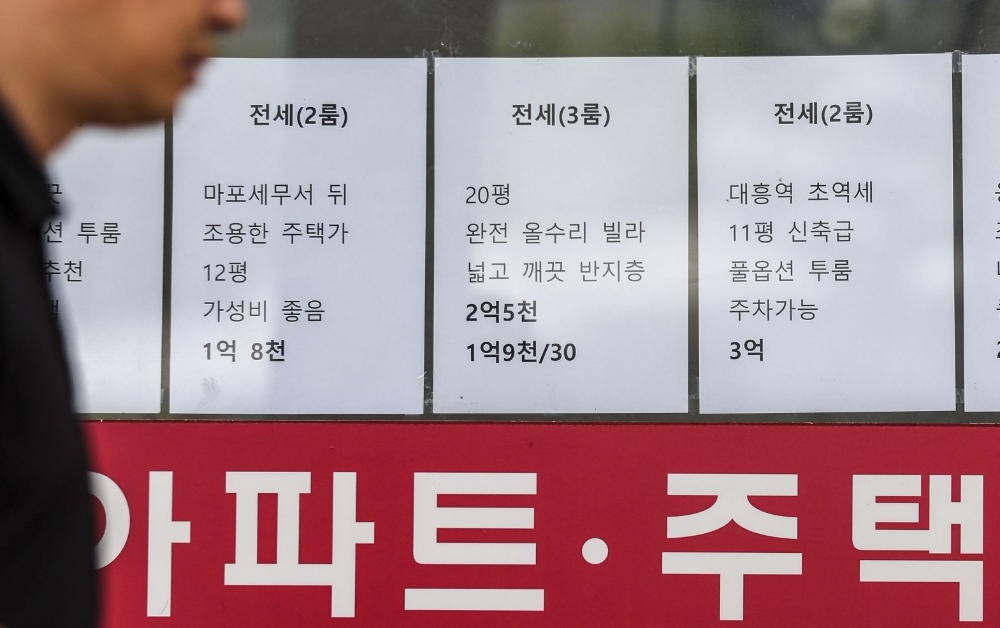 투룸
추천
전세(2룸)
마포세무서 뒤
조용한 주택가
12평
가성비 좋음
1억 8천
전세(3룸)
20평
완전 올수리 빌라
넓고 깨끗 반지층
2억5천
1억9천/30
전세(2룸)
대흥역 초역세
11평 신축급
풀옵션 투룸
주차가능
3억
아파트·주택